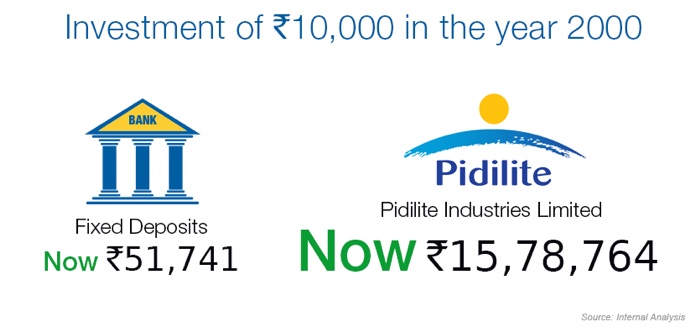 Investment of ₹10,000 in the year 2000
BANK
Fixed Deposits
Now ₹51,741
Pidilite
Pidilite Industries Limited
Now ₹15,78,764
Source: Internal Analysis